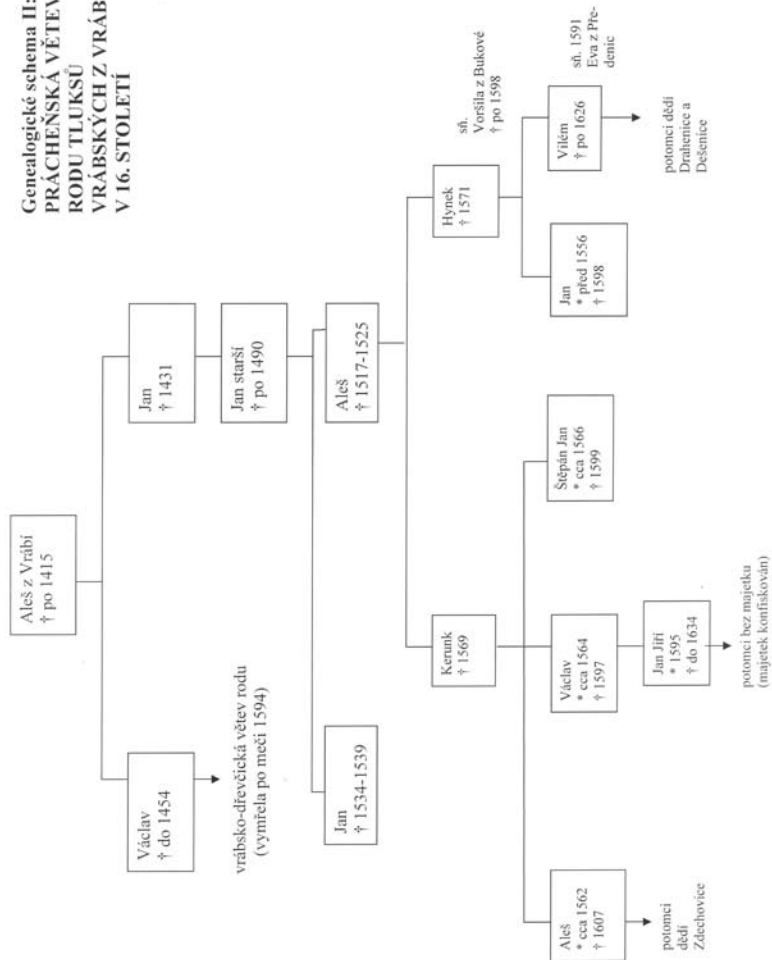 Genealogické schema II:
PRÁCHEŇSKÁ VĚTEV
RODU TLUKSŮ
VRÁBSKÝCH Z VRÁB
V 16. STOLETÍ
Aleš z Vrábí
† po 1415
Václav
† do 1454
Jan
† 1431
vrábsko-dřevčická větev rodu
(vymřela po meči 1594)
Jan starší
† po 1490
Jan
† 1534-1539
Aleš
† 1517-1525
Kerunk
† 1569
Hynek
† 1571
sň.
Voršila z Bukové
† po 1598
Aleš
* cca 1562
† 1607
Václav
* cca 1564
† 1597
Štěpán Jan
* cca 1566
† 1599
Jan
* před 1556
† 1598
Vilém
† po 1626
sň. 1591
Eva z Pře-
denic
Jan Jiří
* 1595
† do 1634
potomci
dědí
Zdechovice
potomci bez majetku
(majetek konfiskován)
potomci dědí
Drahenice a
Dešenice